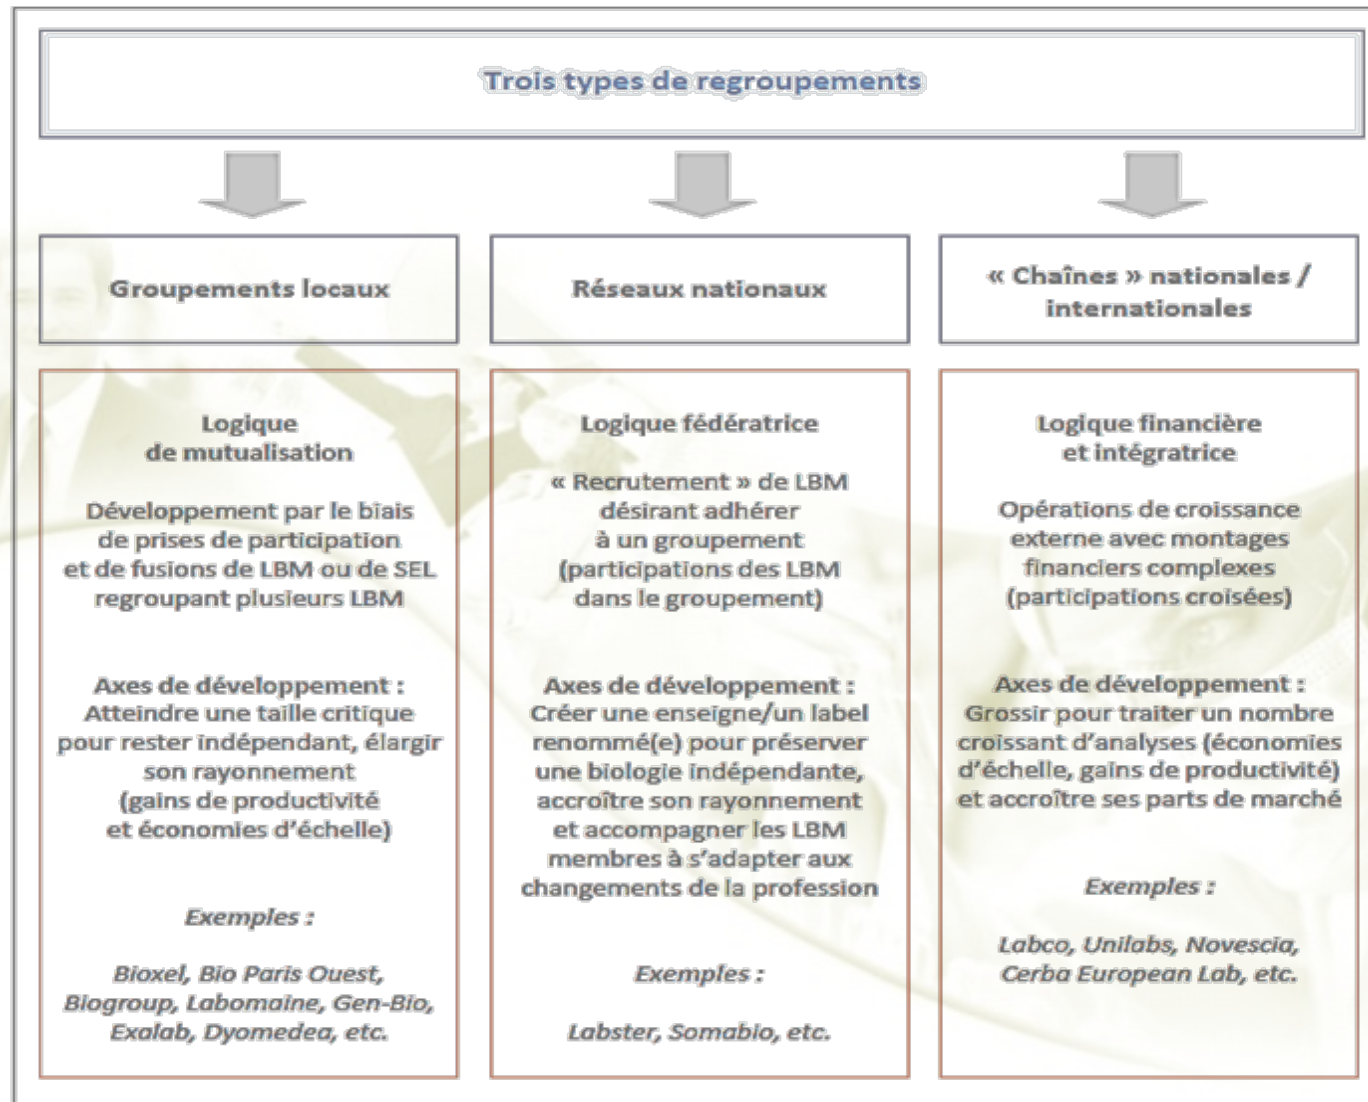 Trois types de regroupements
Groupements locaux
Réseaux nationaux
« Chaînes » nationales /
internationales
Logique
de mutualisation
Développement par le biais
de prises de participation
et de fusions de LBM ou de SEL
regroupant plusieurs LBM
Axes de développement :
Atteindre une taille critique
pour rester indépendant, élargir
son rayonnement
(gains de productivité
et économies d'échelle)
Exemples :
Bioxel, Bio Paris Ouest,
Biogroup, Labomaine, Gen-Bio,
Exalab, Dyomedea, etc.
Logique fédératrice
« Recrutement » de LBM
désirant adhérer
à un groupement
(participations des LBM
dans le groupement)
Axes de développement :
Créer une enseigne/un label
renommé(e) pour préserver
une biologie indépendante,
accroître son rayonnement
et accompagner les LBM
membres à s'adapter aux
changements de la profession
Exemples :
Labster, Somabio, etc.
Logique financière
et intégratrice
Opérations de croissance
externe avec montages
financiers complexes
(participations croisées)
Axes de développement :
Grossir pour traiter un nombre
croissant d'analyses (économies
d'échelle, gains de productivité)
et accroître ses parts de marché
Exemples :
Labco, Unilabs, Novescia,
Cerba European Lab, etc.